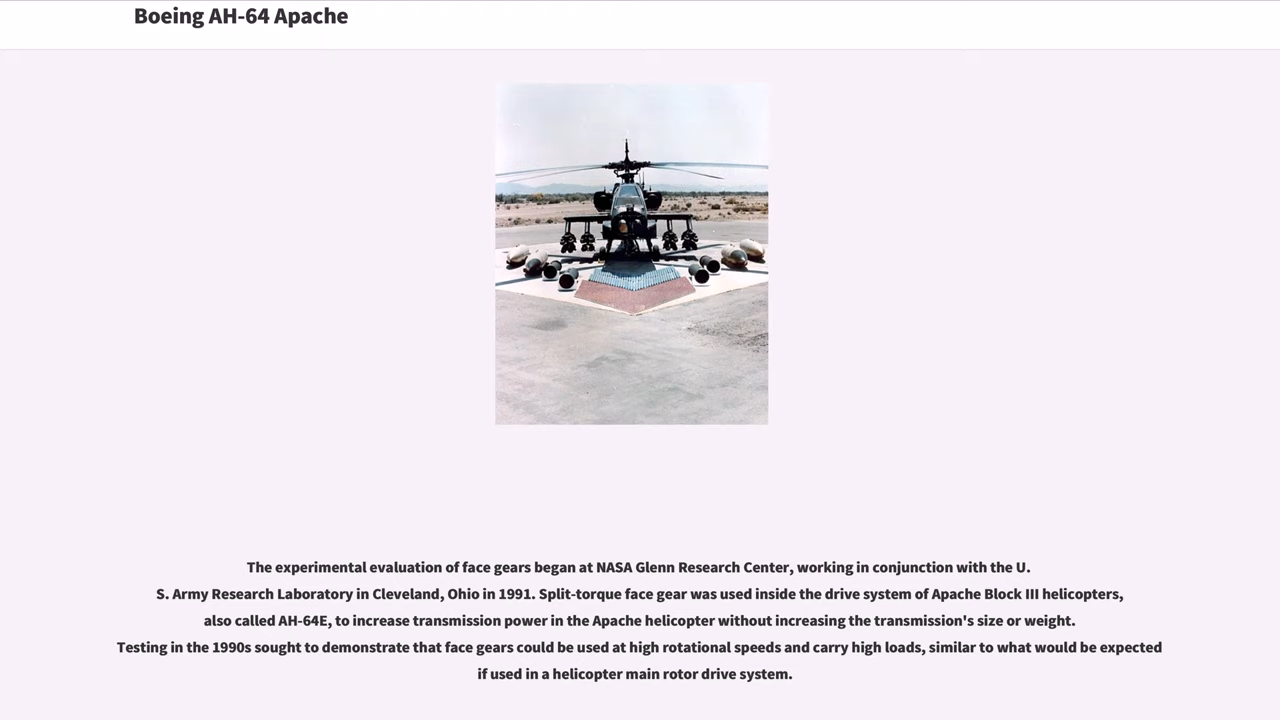 Boeing AH-64 Apache
The experimental evaluation of face gears began at NASA Glenn Research Center, working in conjunction with the U.
S. Army Research Laboratory in Cleveland, Ohio in 1991. Split-torque face gear was used inside the drive system of Apache Block III helicopters,
also called AH-64E, to increase transmission power in the Apache helicopter without increasing the transmission's size or weight.
Testing in the 1990s sought to demonstrate that face gears could be used at high rotational speeds and carry high loads, similar to what would be expected
if used in a helicopter main rotor drive system.